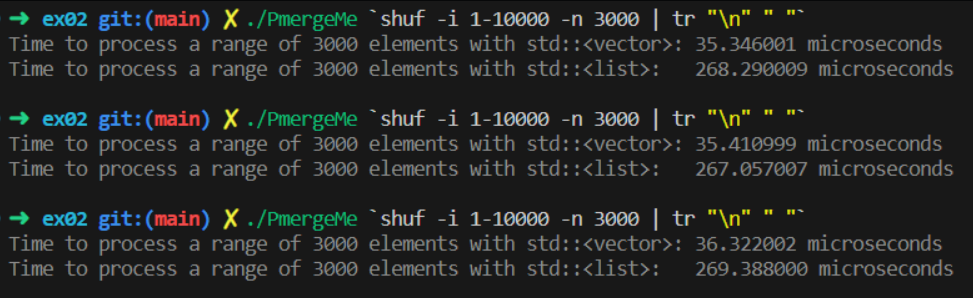 ➜ ex02 git:(main) ✗ ./PmergeMe `shuf -i 1-10000 -n 3000 | tr "\n" " "`
Time to process a range of 3000 elements with std::<vector>: 35.346001 microseconds
Time to process a range of 3000 elements with std::<list>:   268.290009 microseconds
➜ ex02 git:(main) ✗ ./PmergeMe `shuf -i 1-10000 -n 3000 | tr "\n" " "`
Time to process a range of 3000 elements with std::<vector>: 35.410999 microseconds
Time to process a range of 3000 elements with std::<list>:   267.057007 microseconds
➜ ex02 git:(main) ✗ ./PmergeMe `shuf -i 1-10000 -n 3000 | tr "\n" " "`
Time to process a range of 3000 elements with std::<vector>: 36.322002 microseconds
Time to process a range of 3000 elements with std::<list>:   269.388000 microseconds